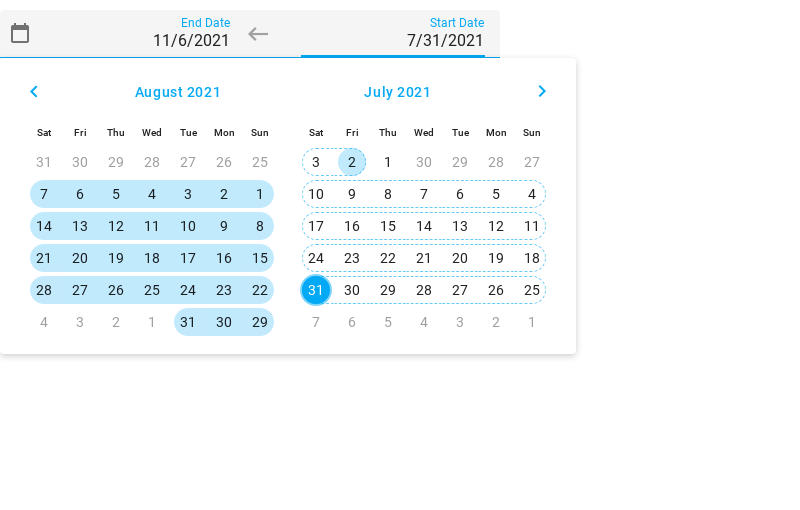 End Date Start Date
11/6/2021 7/31/2021
August 2021 July 2021
Sat Fri Thu Wed Tue Mon Sun Sat Fri Thu Wed Tue Mon Sun
31 30 29 28 27 26 25 3 2 1 30 29 28 27
7 6 5 4 3 2 1 10 9 8 7 6 5 4
14 13 12 11 10 9 8 17 16 15 14 13 12 11
21 20 19 18 17 16 15 24 23 22 21 20 19 18
28 27 26 25 24 23 22 31 30 29 28 27 26 25
4 3 2 1 31 30 29 7 6 5 4 3 2 1